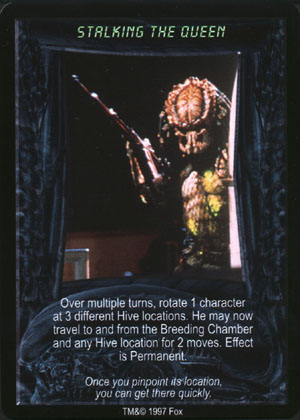 STALKING THE QUEEN
Over multiple turns, rotate 1 character
at 3 different Hive locations. He may now
travel to and from the Breeding Chamber
and any Hive location for 2 moves. Effect
is Permanent.
Once you pinpoint its location,
you can get there quickly.
TM&© 1997 Fox